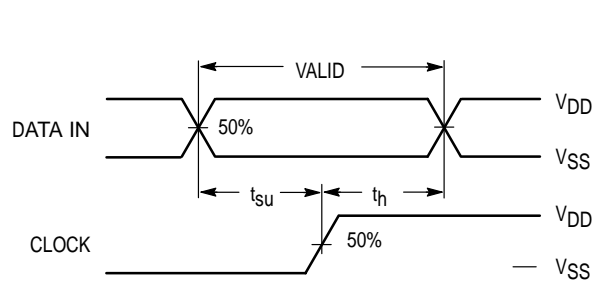 VALID
DATA IN
50%
VDD
VSS
tsu
th
CLOCK
50%
VDD
VSS